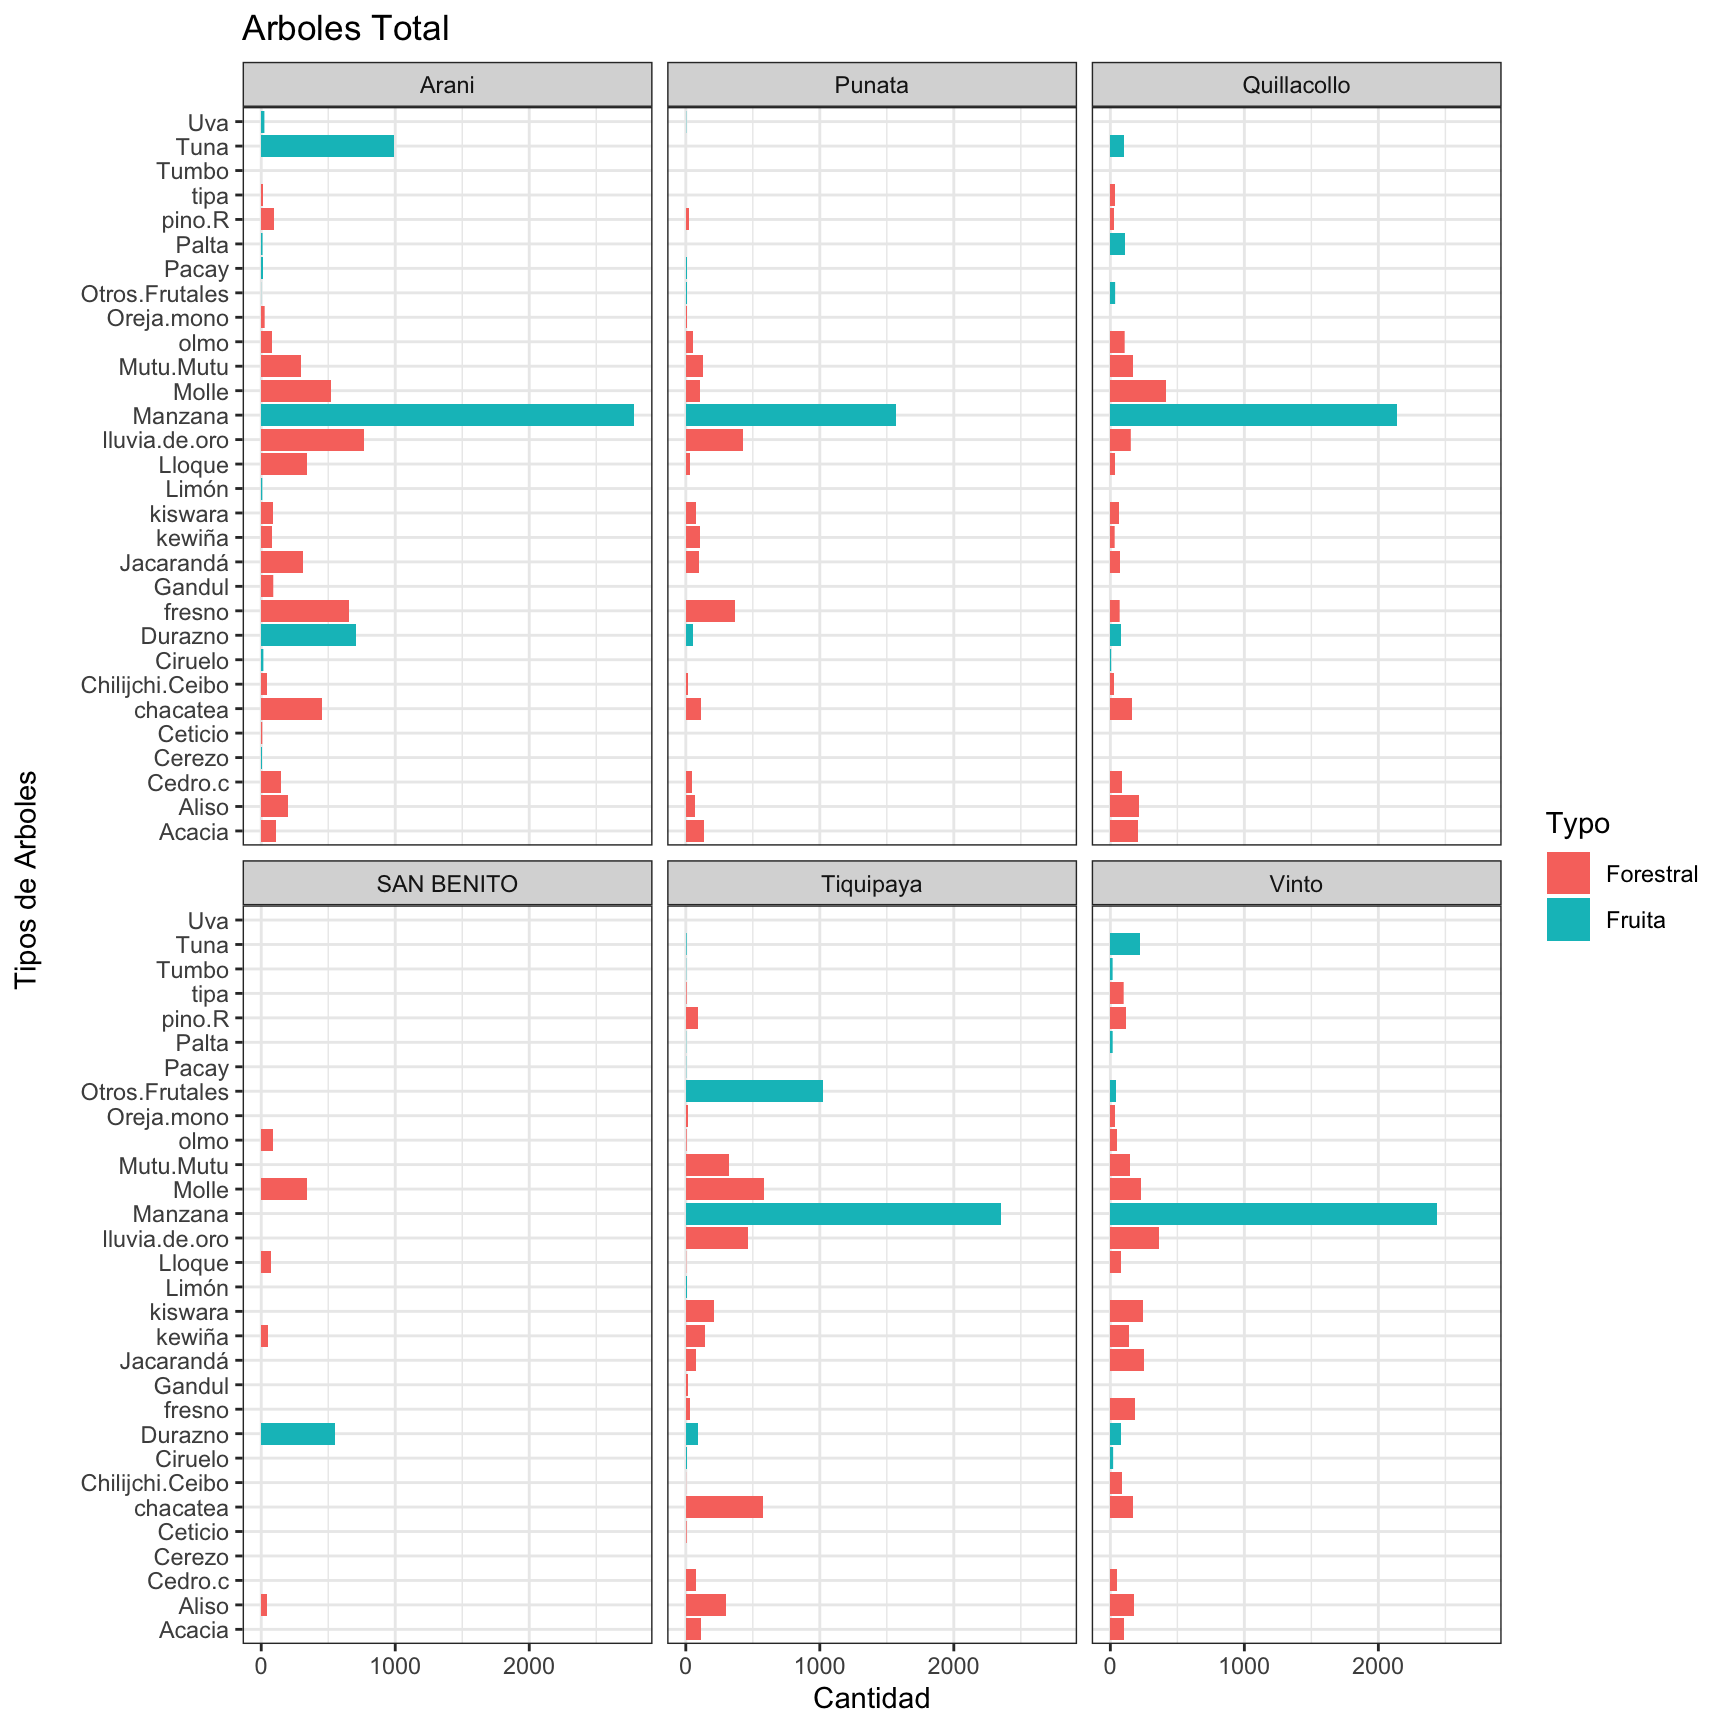 Arboles Total
Arani
Punata
Quillacollo
Uva
Tuna
Tumbo
tipa
pino.R
Palta
Pacay
Otros.Frutales
Oreja.mono
olmo
Mutu.Mutu
Molle
Manzana
lluvia.de.oro
Lloque
Limón
kiswara
kewiña
Jacarandá
Gandul
fresno
Durazno
Ciruelo
Chilijchi.Ceibo
chacatea
Ceticio
Cerezo
Cedro.c
Aliso
Acacia
SAN BENITO
Tiquipaya
Vinto
Uva
Tuna
Tumbo
tipa
pino.R
Palta
Pacay
Otros.Frutales
Oreja.mono
olmo
Mutu.Mutu
Molle
Manzana
lluvia.de.oro
Lloque
Limón
kiswara
kewiña
Jacarandá
Gandul
fresno
Durazno
Ciruelo
Chilijchi.Ceibo
chacatea
Ceticio
Cerezo
Cedro.c
Aliso
Acacia
0 1000 2000
0 1000 2000
0 1000 2000
Cantidad
Tipos de Arboles
Typo
Forestral
Fruita